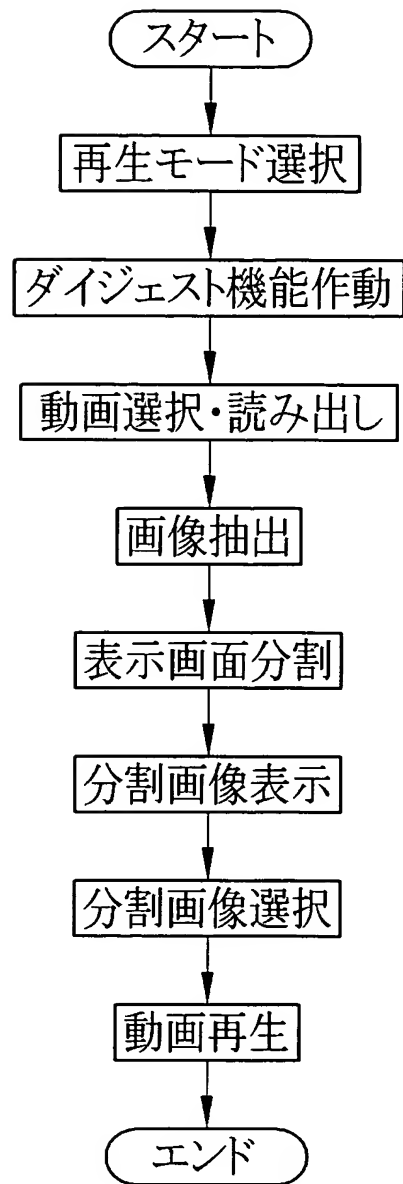 スタート
再生モード選択
ダイジェスト機能作動
動画選択・読み出し
画像抽出
表示画面分割
分割画像表示
分割画像選択
動画再生
エンド